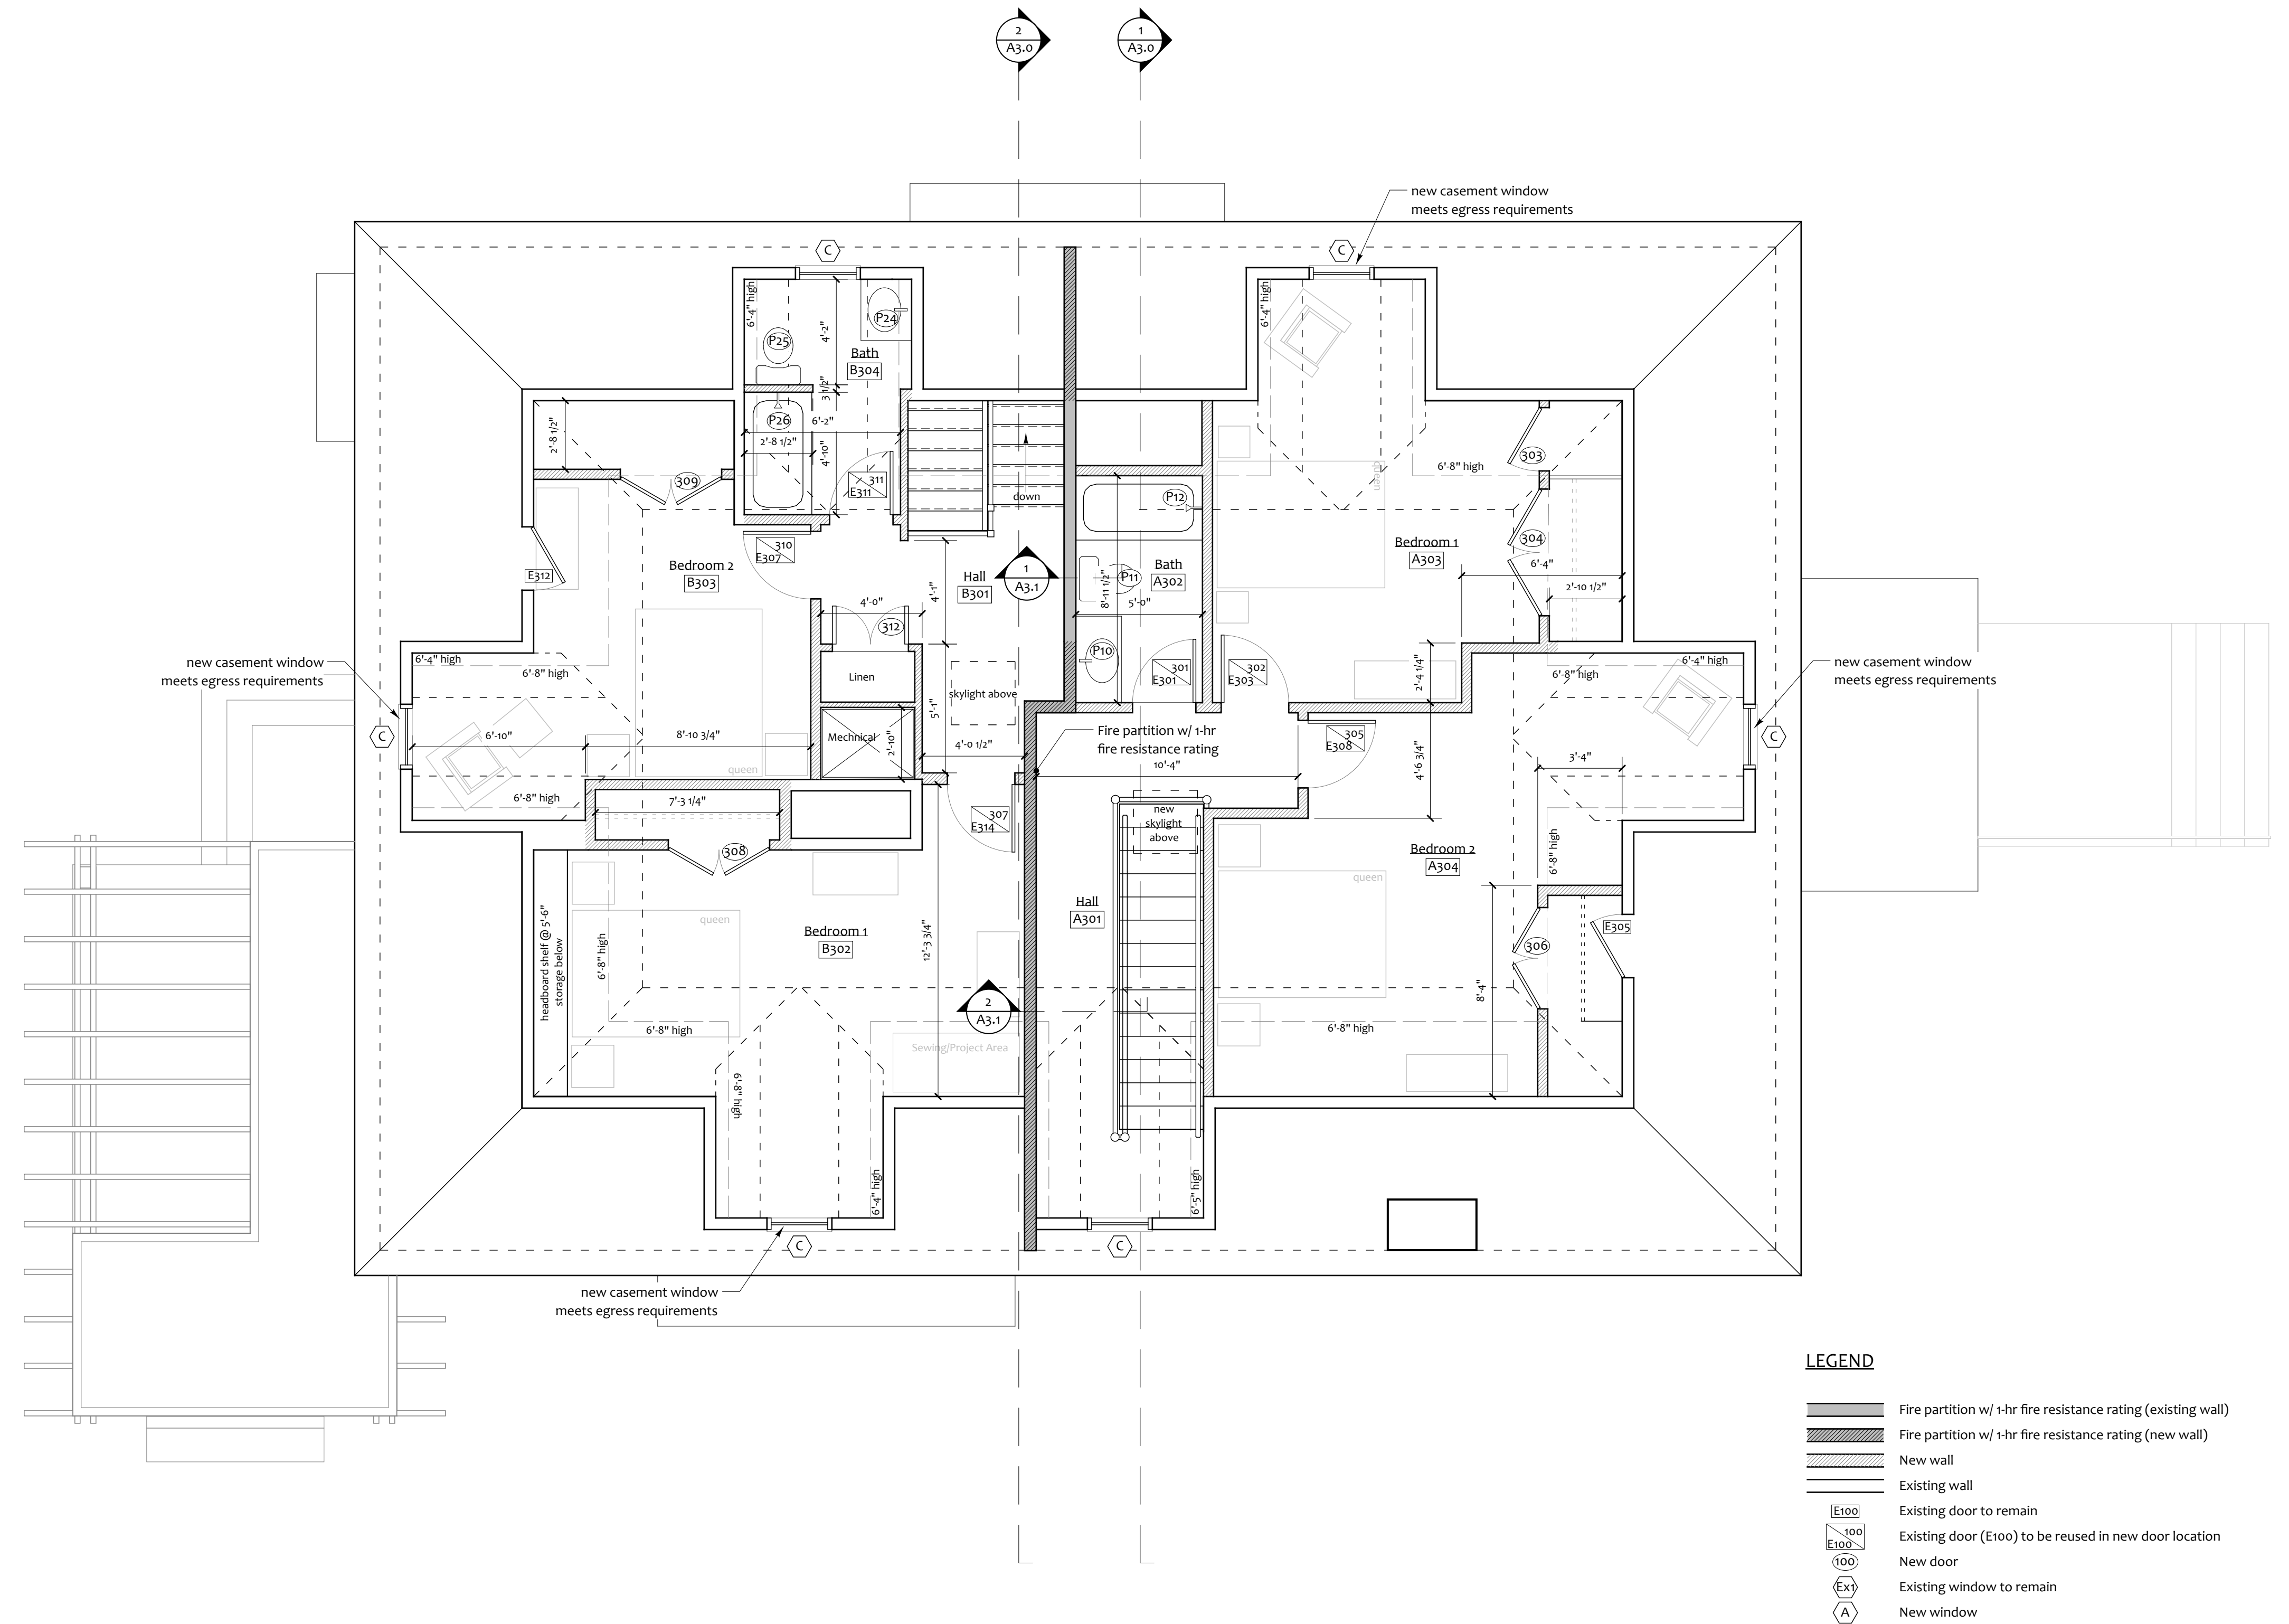 2
A3.0
1
A3.0
new casement window
meets egress requirements
C
C
6'-4" high
P25
4'-2"
P24
Bath
B304
3 1/2"
6'-4" high
2'-8 1/2"
P26
6'-2"
2'-8 1/2"
4'-10"
309
311
E311
down
6'-8" high
queen
303
P12
304
310
E307
Bedroom 2
B303
E312
Hall
B301
1
A3.1
4'-1"
8'-11 1/2"
P11
Bath
A302
5'-0"
Bedroom 1
A303
6'-4"
2'-10 1/2"
4'-0"
312
new casement window
meets egress requirements
6'-4" high
6'-8" high
Linen
skylight above
5'-1"
P10
301
E301
302
E303
2'-4 1/4"
6'-8" high
6'-4" high
new casement window
meets egress requirements
C
6'-10"
8'-10 3/4"
queen
Mechnical
2'-10"
4'-0 1/2"
Fire partition w/ 1-hr
fire resistance rating
10'-4"
305
E308
4'-6 3/4"
3'-4"
C
6'-8" high
7'-3 1/4"
307
E314
new
skylight
above
308
Bedroom 2
A304
6'-8" high
queen
queen
headboard shelf @ 5'-6"
storage below
6'-8" high
Bedroom 1
B302
12'-3 3/4"
Hall
A301
306
E305
8'-4"
2
A3.1
6'-8" high
6'-8" high
Sewing/Project Area
6'-8" high
6'-4" high
6'-5" high
C
C
new casement window
meets egress requirements
LEGEND
Fire partition w/ 1-hr fire resistance rating (existing wall)
Fire partition w/ 1-hr fire resistance rating (new wall)
New wall
Existing wall
E100
Existing door to remain
100
E100
Existing door (E100) to be reused in new door location
100
New door
Ex1
Existing window to remain
A
New window